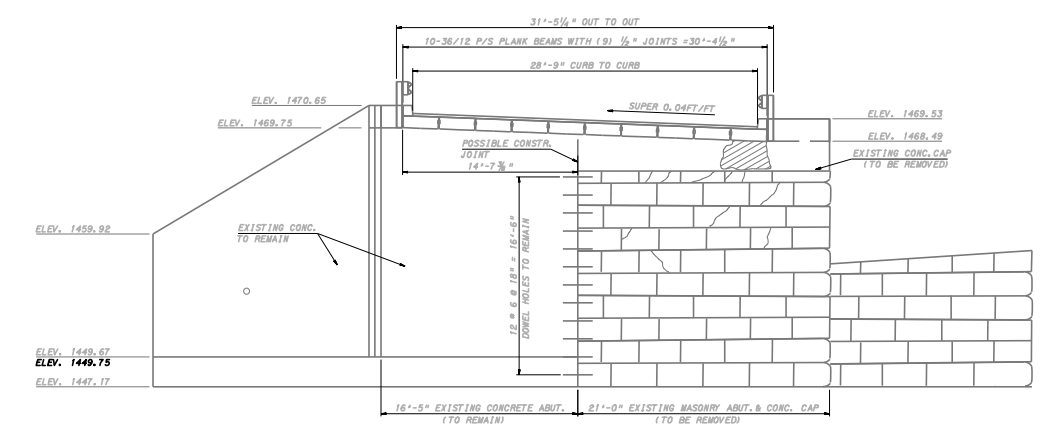 31'-5¼" OUT TO OUT
10-36/12 P/S PLANK BEAMS WITH (9) ½" JOINTS =30'-4½"
28'-9" CURB TO CURB
SUPER 0.04FT/FT
ELEV. 1470.65
ELEV. 1469.75
ELEV. 1469.53
ELEV. 1468.49
POSSIBLE CONSTR.
JOINT
EXISTING CONC.CAP
(TO BE REMOVED)
ELEV. 1459.92
EXISTING CONC.
TO REMAIN
12 @ 6 @ 18" = 16'-6"
DOWEL HOLES TO REMAIN
ELEV. 1449.67
ELEV. 1449.75
ELEV. 1447.17
16'-5" EXISTING CONCRETE ABUT.
(TO REMAIN)
21'-0" EXISTING MASONRY ABUT.& CONC. CAP
(TO BE REMOVED)